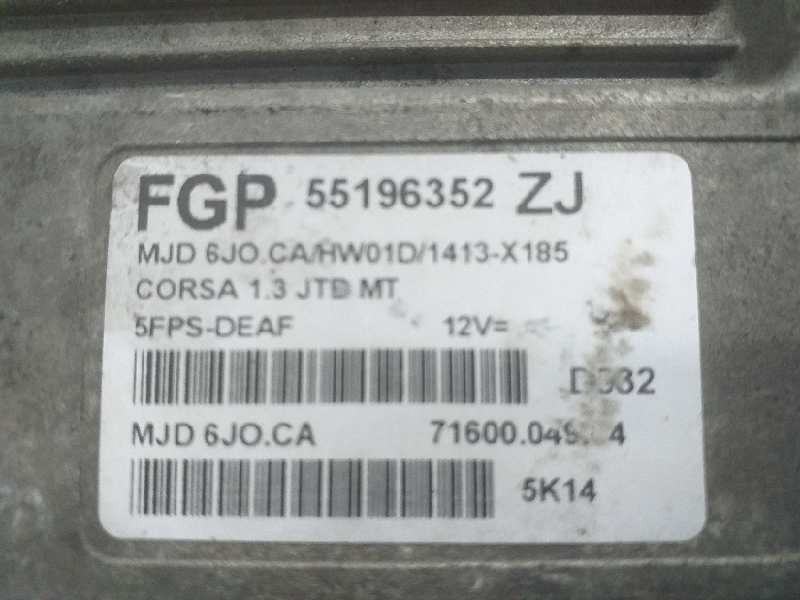 FGP 55196352 ZJ
MJD 6JO.CA/HW01D/1413-X185
CORSA 1.3 JTD MT
5FPS-DEAF 12V=
MJD 6JO.CA
5K14